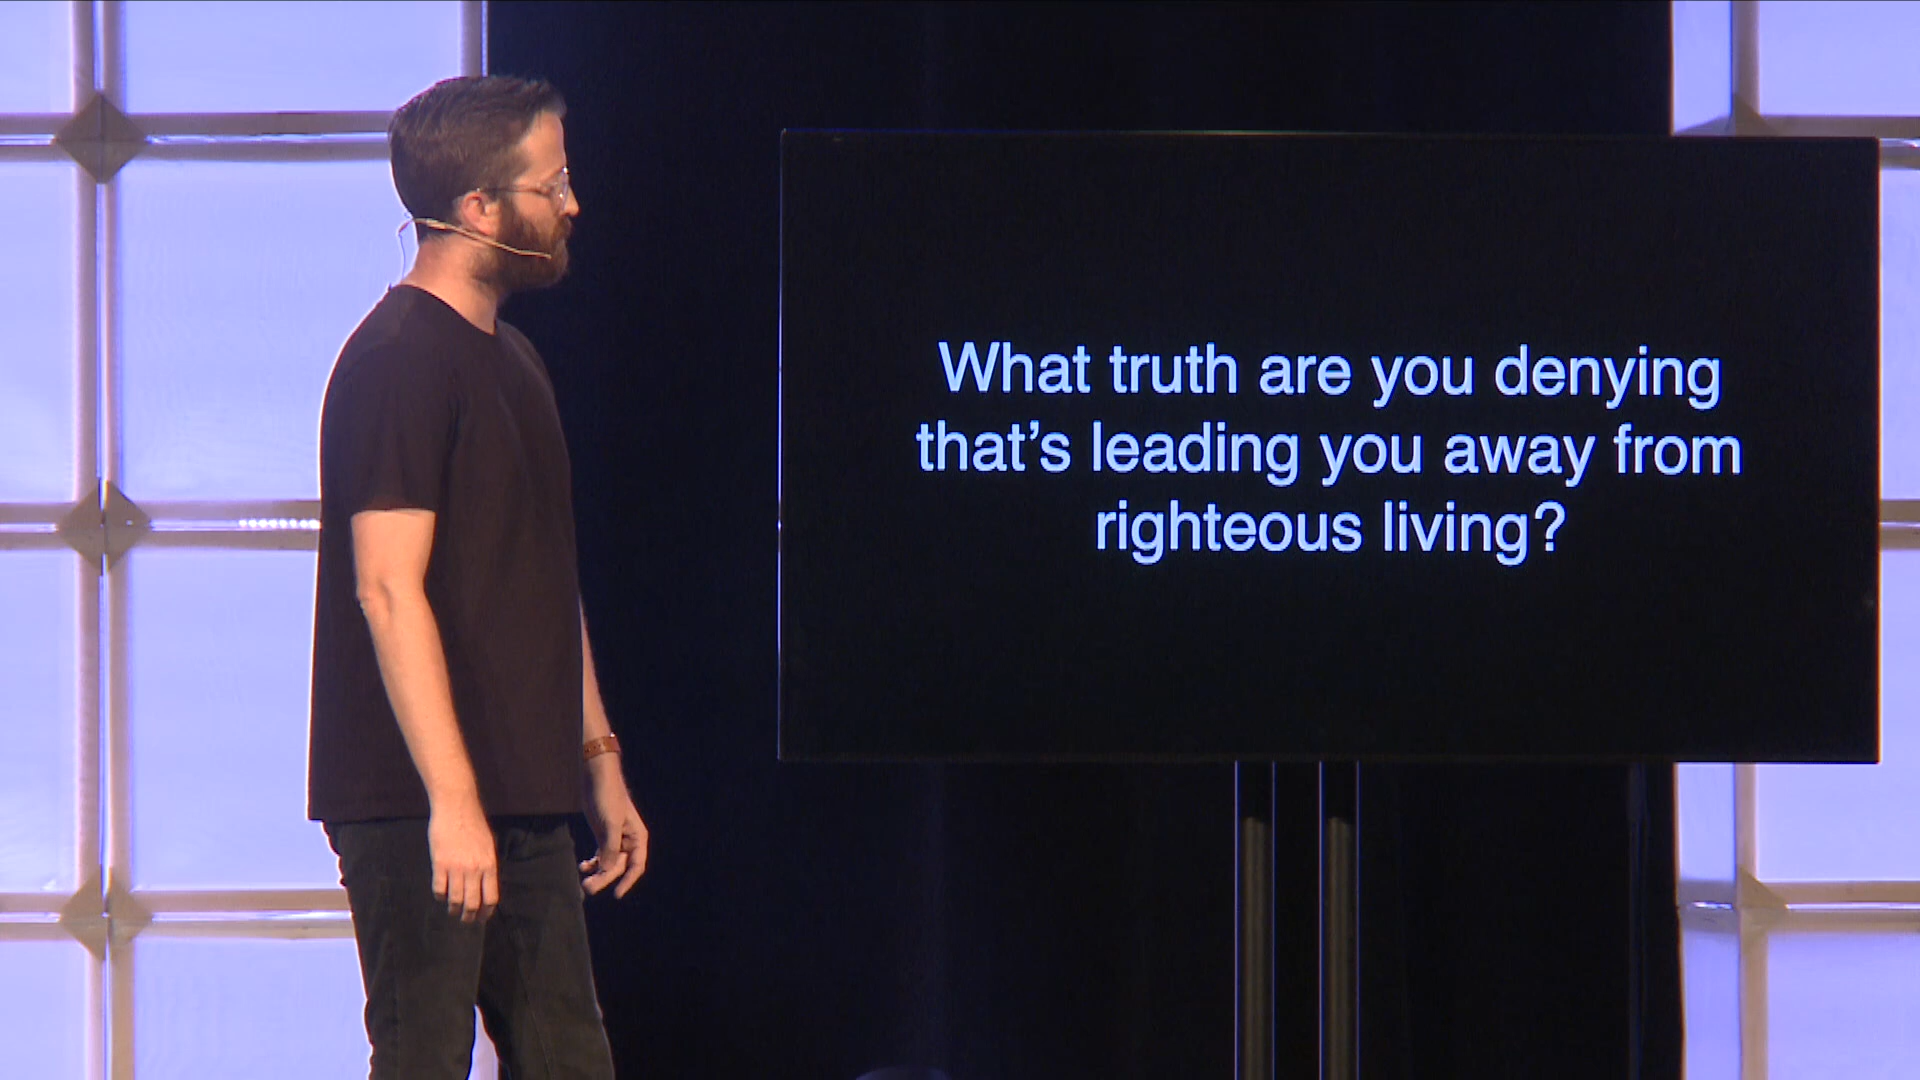 What truth are you denying
that’s leading you away from
righteous living?